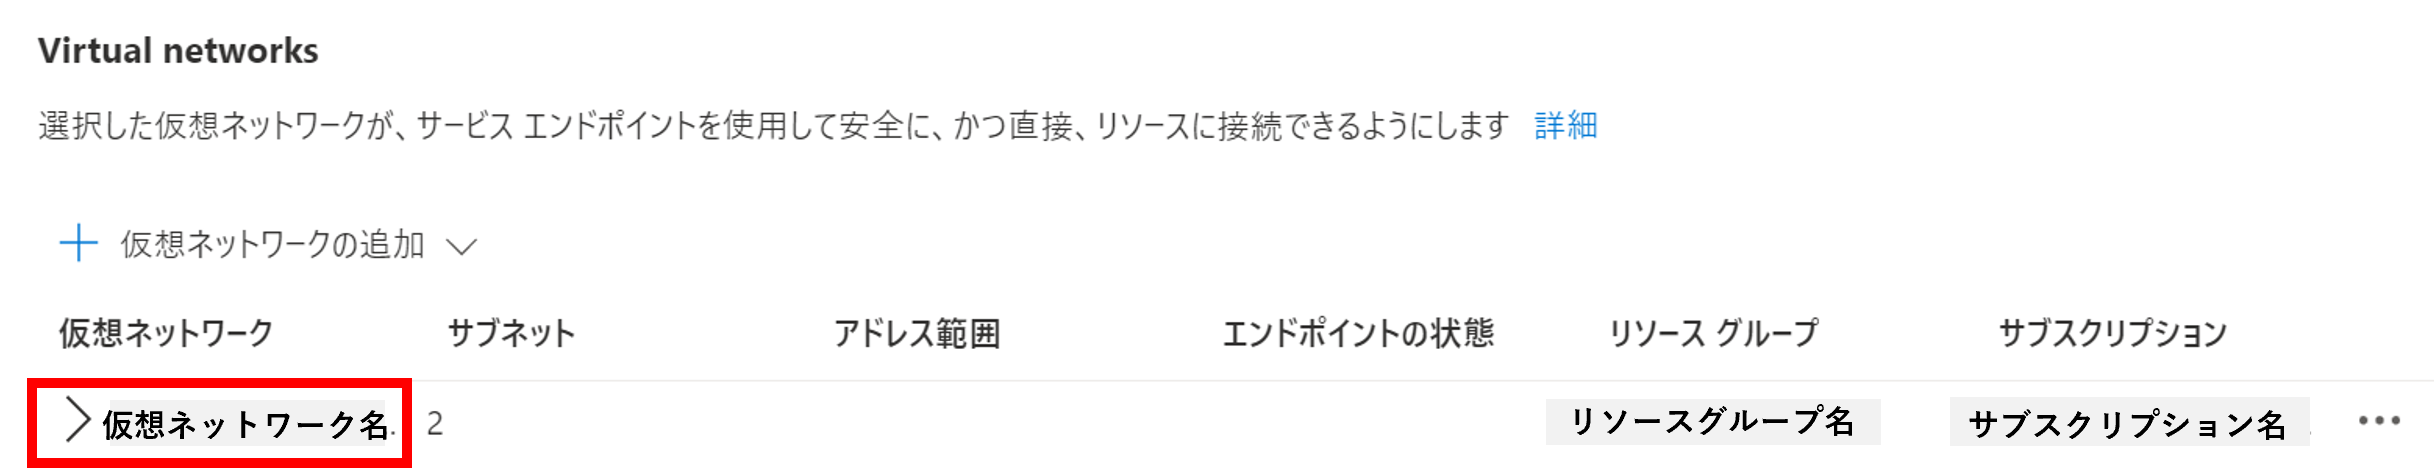 Virtual networks
選択した仮想ネットワークが、サービス エンドポイントを使用して安全に、かつ直接、リソースに接続できるようにします 詳細
仮想ネットワークの追加
仮想ネットワーク サブネット アドレス範囲 エンドポイントの状態 リソース グループ サブスクリプション
仮想ネットワーク名. 2 リソースグループ名 サブスクリプション名